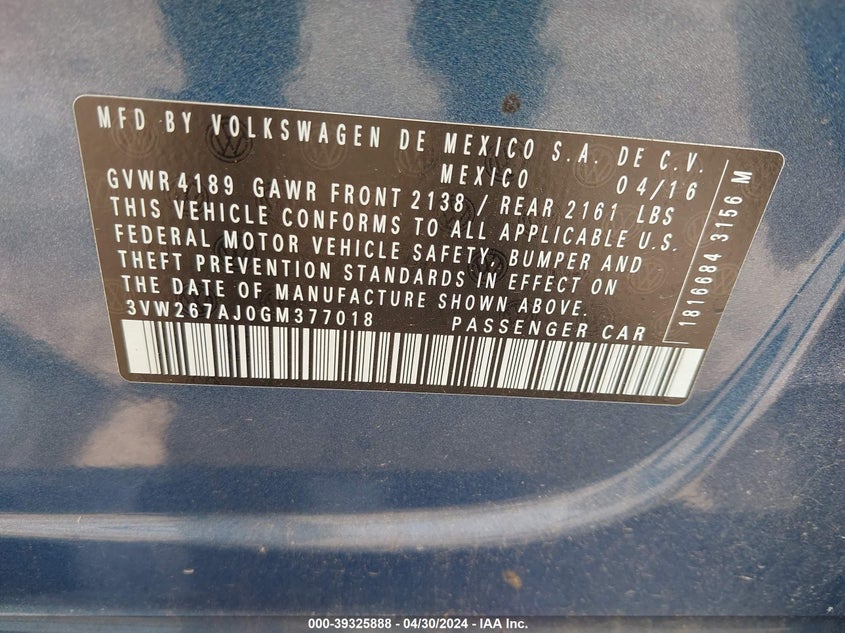 MFD BY VOLKSWAGEN DE MEXICO S.A. DE C.V.
MEXICO 04/16
GVWR4189 GAWR FRONT 2138 / REAR 2161 LBS
THIS VEHICLE CONFORMS TO ALL APPLICABLE U.S.
FEDERAL MOTOR VEHICLE SAFETY, BUMPER AND
THEFT PREVENTION STANDARDS IN EFFECT ON
THE DATE OF MANUFACTURE SHOWN ABOVE.
3VW267AJ0GM377018 PASSENGER CAR
1816684 3156 M
000-39325888 - 04/30/2024 - IAA Inc.